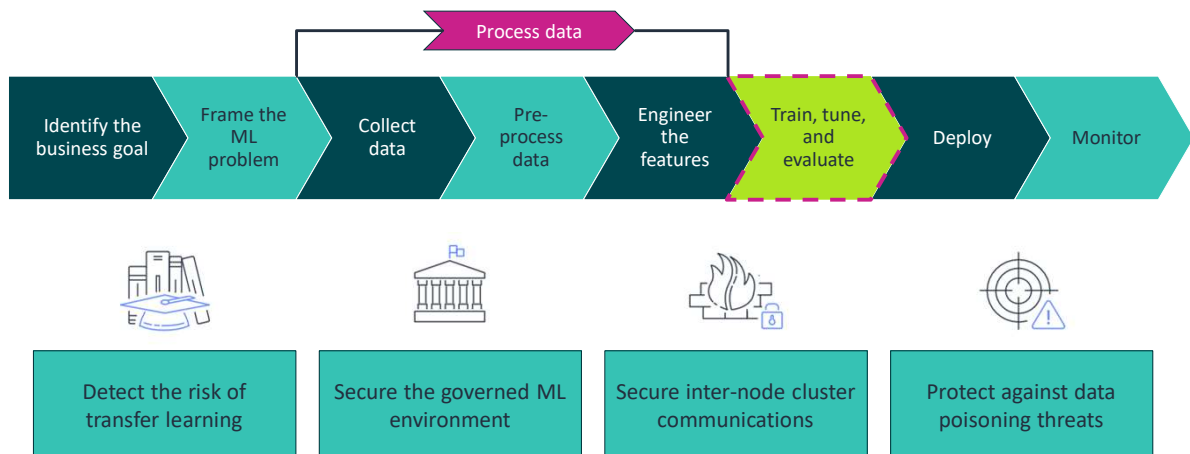 Process data
Identify the
business goal
Frame the
ML
problem
Collect
data
Pre-
process
data
Engineer
the
features
Train, tune,
and
evaluate
Deploy
Monitor
Detect the risk of
transfer learning
Secure the governed ML
environment
Secure inter-node cluster
communications
Protect against data
poisoning threats